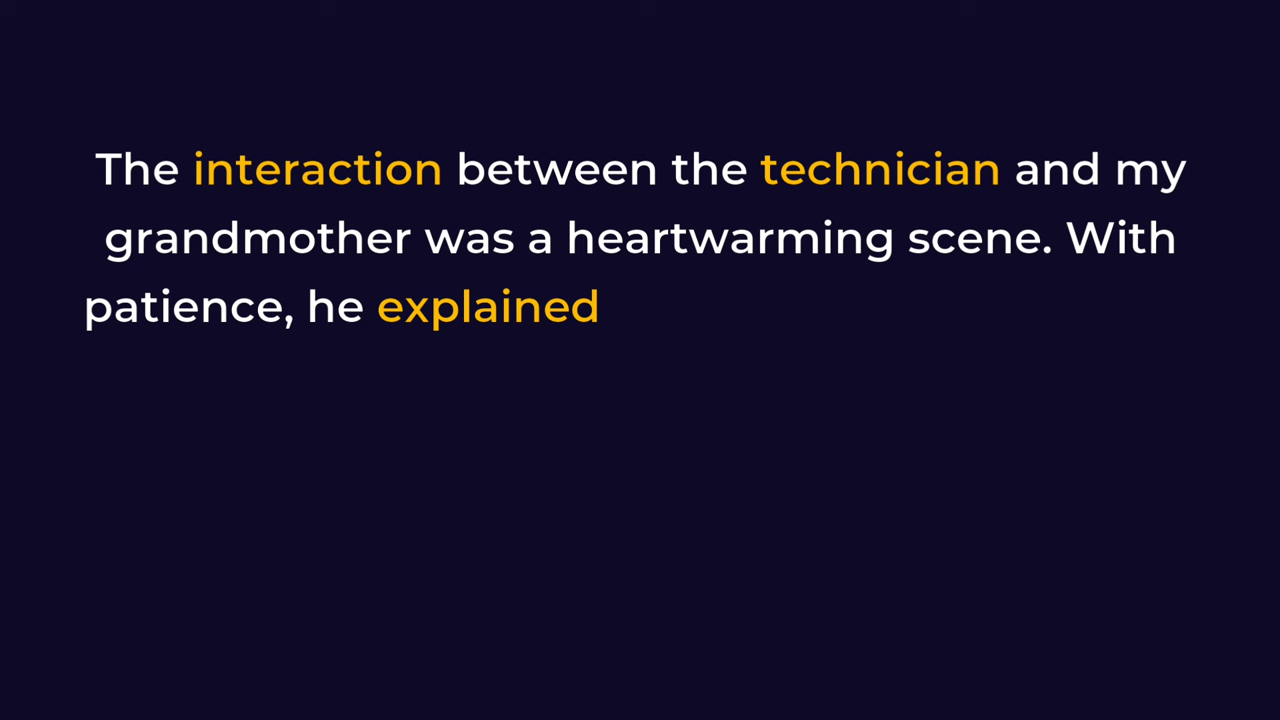 The interaction between the technician and my
grandmother was a heartwarming scene. With
patience, he explained